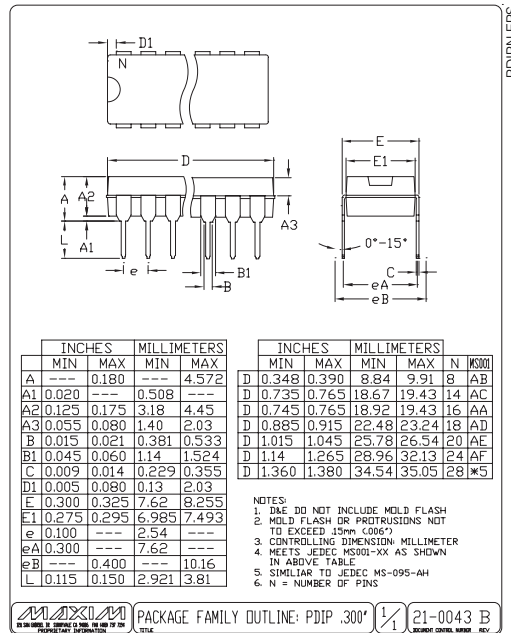 D1
N
E
E1
D
A
A2
A3
L
A1
0°-15°
e
B1
B
C
eA
eB
INCHES MILLIMETERS
MIN MAX MIN MAX
A --- 0.180 --- 4.572
A1 0.020 --- 0.508 ---
A2 0.125 0.175 3.18 4.45
A3 0.055 0.080 1.40 2.03
B 0.015 0.021 0.381 0.533
B1 0.045 0.060 1.14 1.524
C 0.009 0.014 0.229 0.355
D1 0.005 0.080 0.13 2.03
E 0.300 0.325 7.62 8.255
E1 0.275 0.295 6.985 7.493
e 0.100 --- 2.54 ---
eA 0.300 --- 7.62 ---
eB --- 0.400 --- 10.16
L 0.115 0.150 2.921 3.81
INCHES MILLIMETERS
MIN MAX MIN MAX N MS001
D 0.348 0.390 8.84 9.91 8 AB
D 0.735 0.765 18.67 19.43 14 AC
D 0.745 0.765 18.92 19.43 16 AA
D 0.885 0.915 22.48 23.24 18 AD
D 1.015 1.045 25.78 26.54 20 AE
D 1.14 1.265 28.96 32.13 24 AF
D 1.360 1.380 34.54 35.05 28 *5
NOTES:
1. D&E DO NOT INCLUDE MOLD FLASH
2. MOLD FLASH OR PROTRUSIONS NOT
TO EXCEED .15mm (.006")
3. CONTROLLING DIMENSION: MILLIMETER
4. MEETS JEDEC MS001-XX AS SHOWN
IN ABOVE TABLE
5. SIMILIAR TO JEDEC MS-095-AH
6. N = NUMBER OF PINS
MAXIM
PROPRIETARY INFORMATION
PACKAGE FAMILY OUTLINE: PDIP .300"
TITLE
1/1
21-0043 B
DOCUMENT CONTROL NUMBER REV